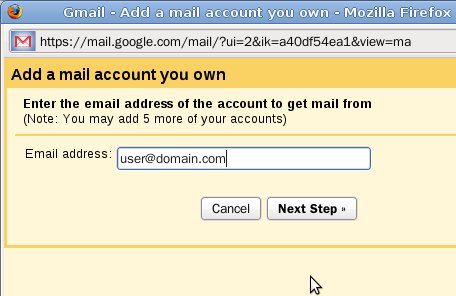 Gmail - Add a mail account you own - Mozilla Firefox
https://mail.google.com/mail/?ui=2&ik=a40df54ea1&view=ma
Add a mail account you own
Enter the email address of the account to get mail from
(Note: You may add 5 more of your accounts)
Email address: user@domain.com
Cancel Next Step »